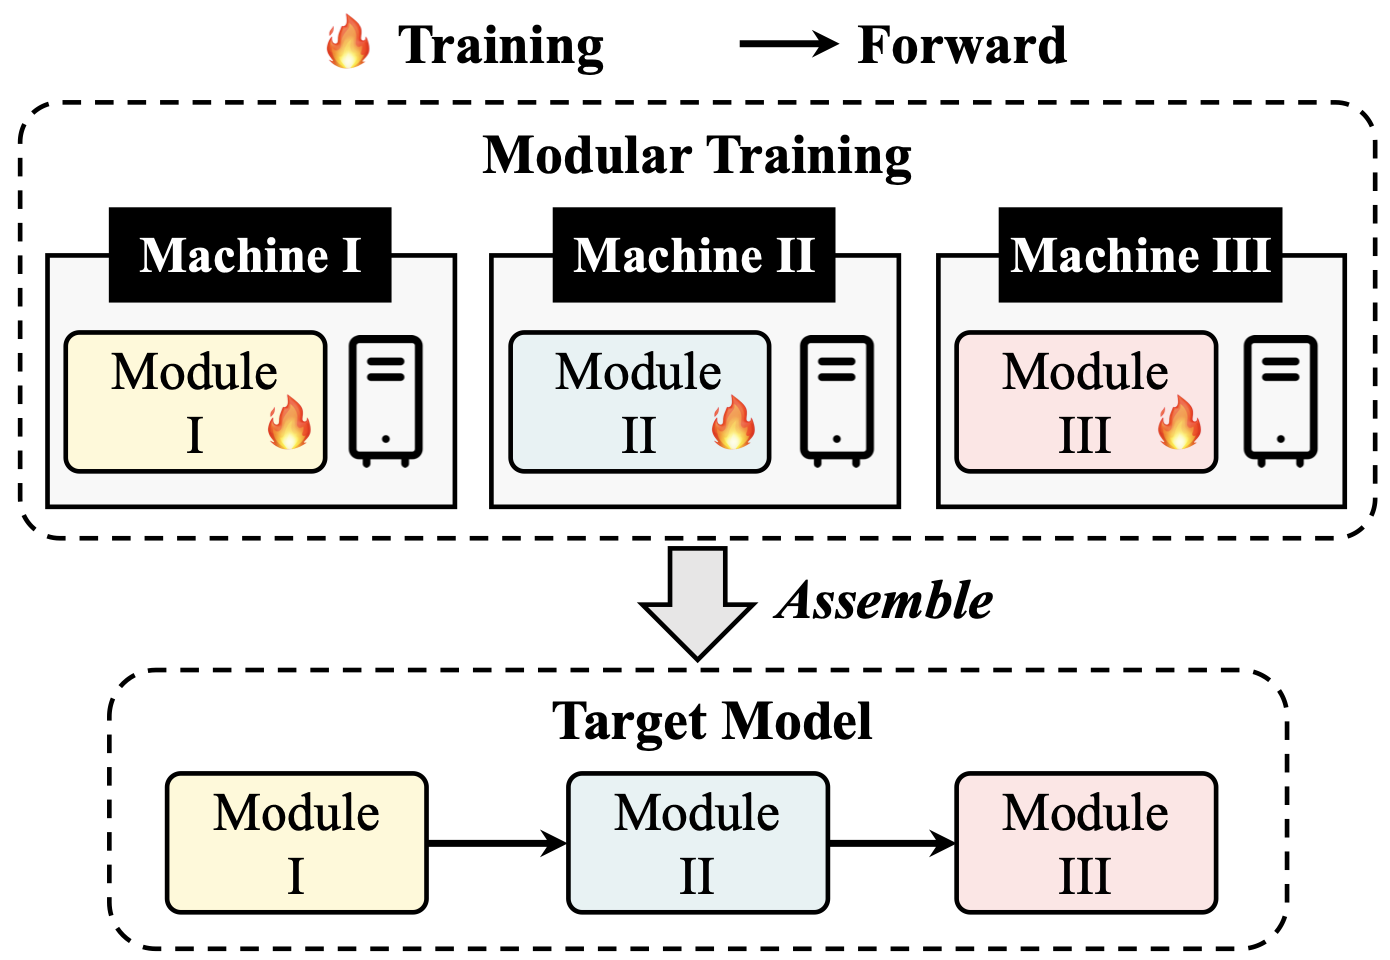 Training
Forward
Modular Training
Machine I
Machine II
Machine III
Module
I
Module
II
Module
III
Assemble
Target Model
Module
I
Module
II
Module
III